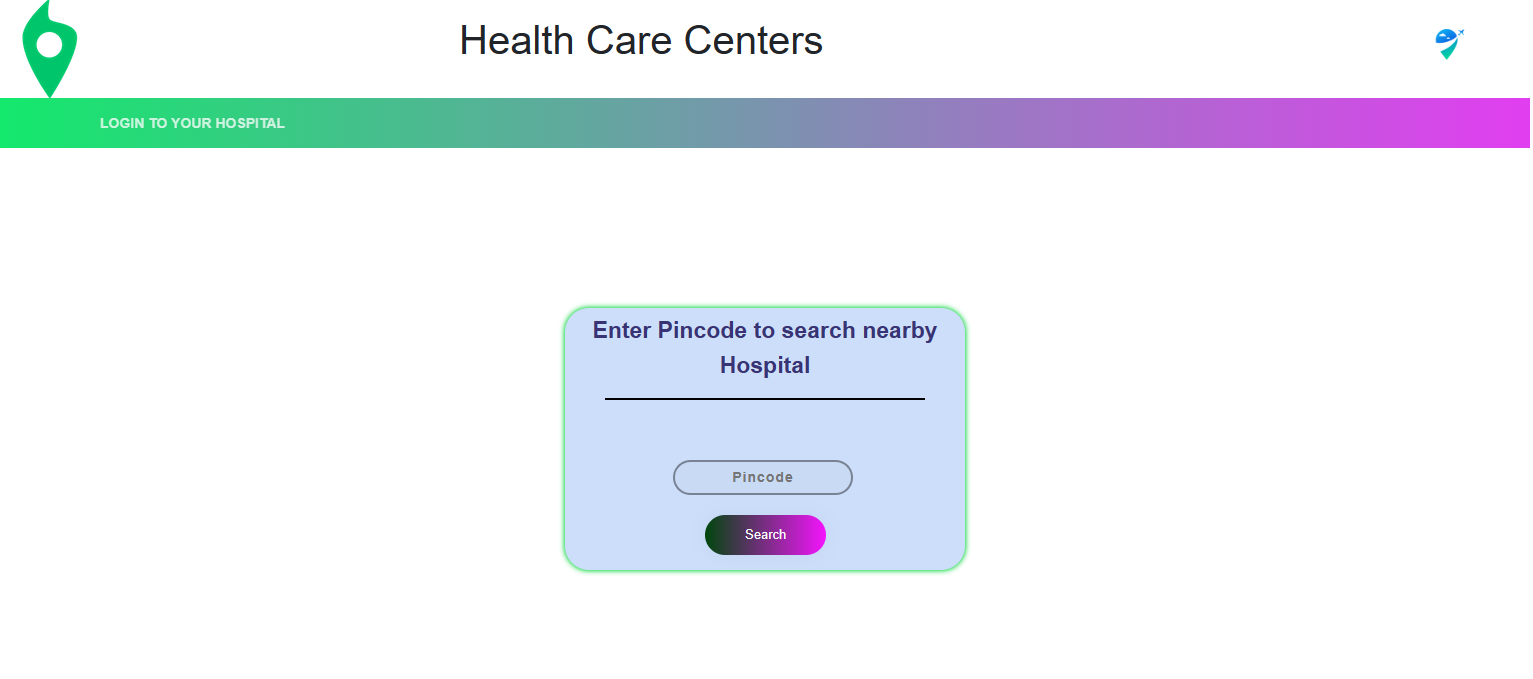 Health Care Centers
LOGIN TO YOUR HOSPITAL
Enter Pincode to search nearby
Hospital
Pincode
Search